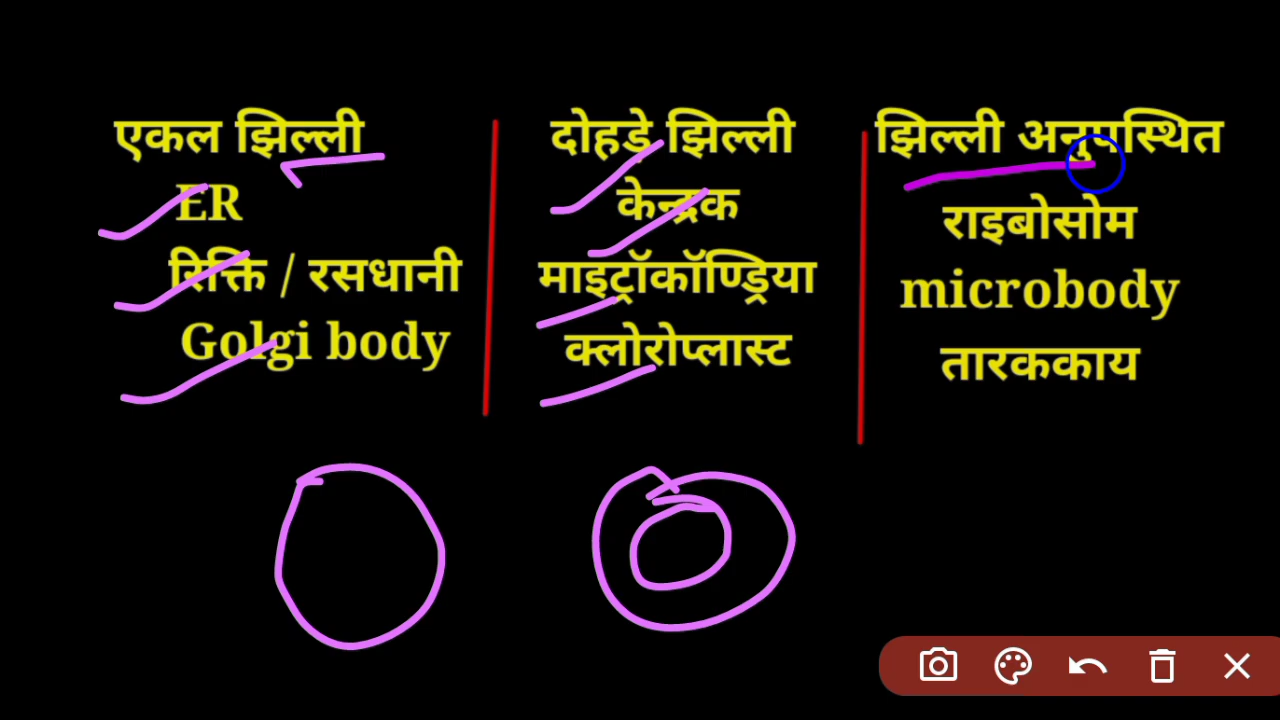 एकल झिल्ली
ER
रिक्ति / रसधानी
Golgi body
दोहडे झिल्ली
केन्द्रक
माइट्रॉकॉण्ड्रिया
क्लोरोप्लास्ट
झिल्ली अनुपस्थित
राइबोसोम
microbody
तारककाय